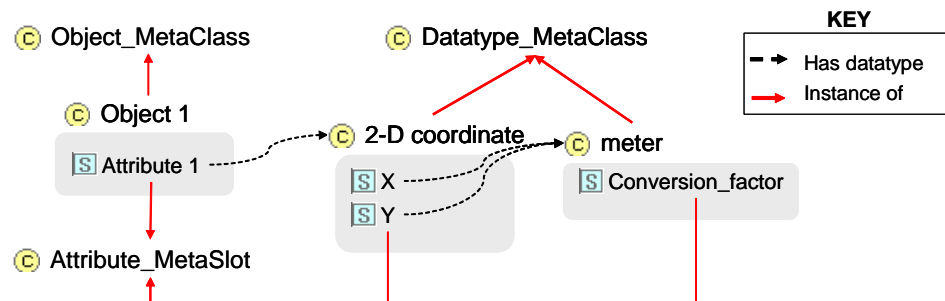 KEY
C Object_MetaClass
C Datatype_MetaClass
Has datatype
Instance of
C Object 1
C 2-D coordinate
C meter
S Attribute 1
S X
S Conversion_factor
S Y
C Attribute_MetaSlot